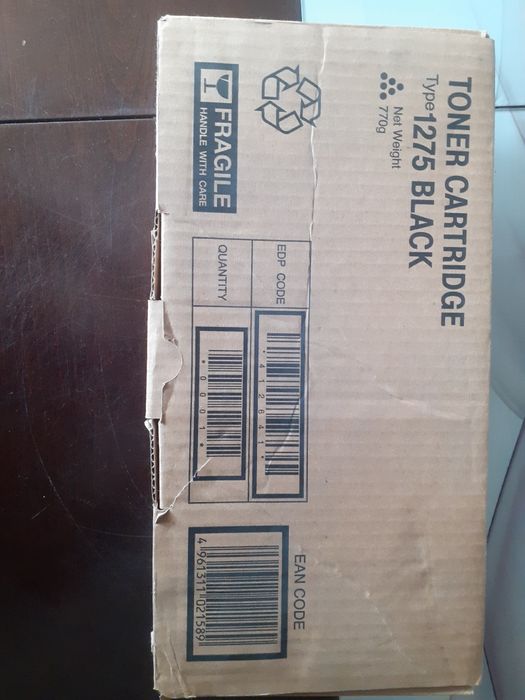 TONER CARTRIDGE
Type 1275 BLACK
Net Weight
770g
FRAGILE
HANDLE WITH CARE
EDP CODE
*412641*
QUANTITY
*0001*
EAN CODE
4 961311 021589